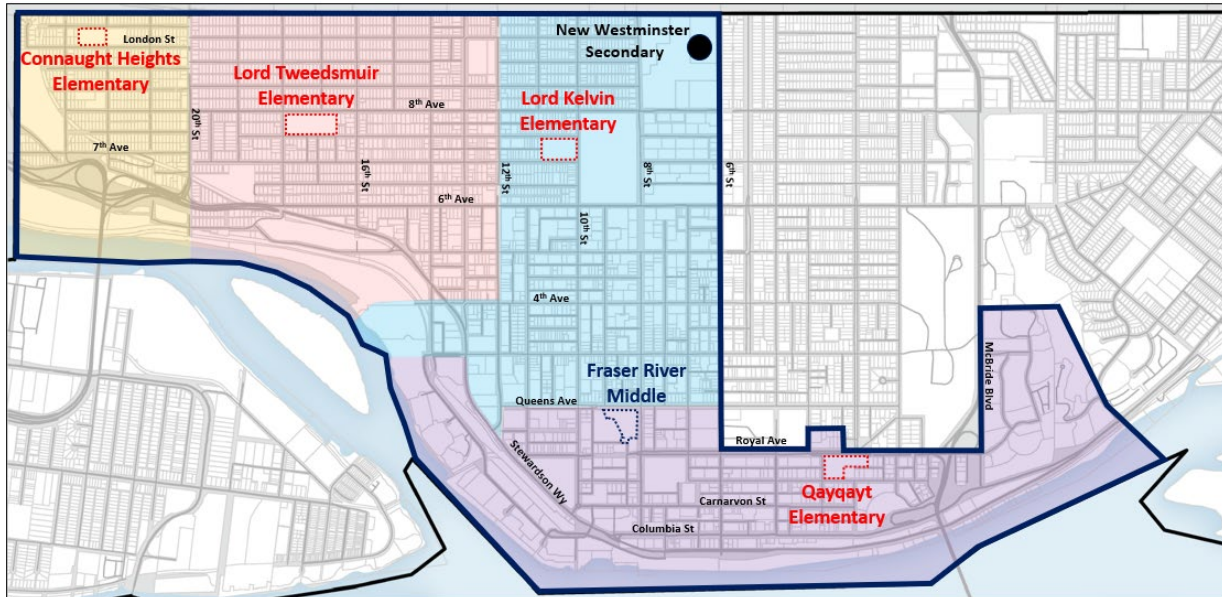 London St
New Westminster
Secondary
Connaught Heights
Elementary
Lord Tweedsmuir
Elementary
8th Ave
Lord Kelvin
Elementary
20th St
7th Ave
16th St
12th St
8th St
6th St
6th Ave
10th St
4th Ave
McBride Blvd
Fraser River
Middle
Queens Ave
Royal Ave
Stewardson Wy
Carnarvon St
Qayqayt
Elementary
Columbia St